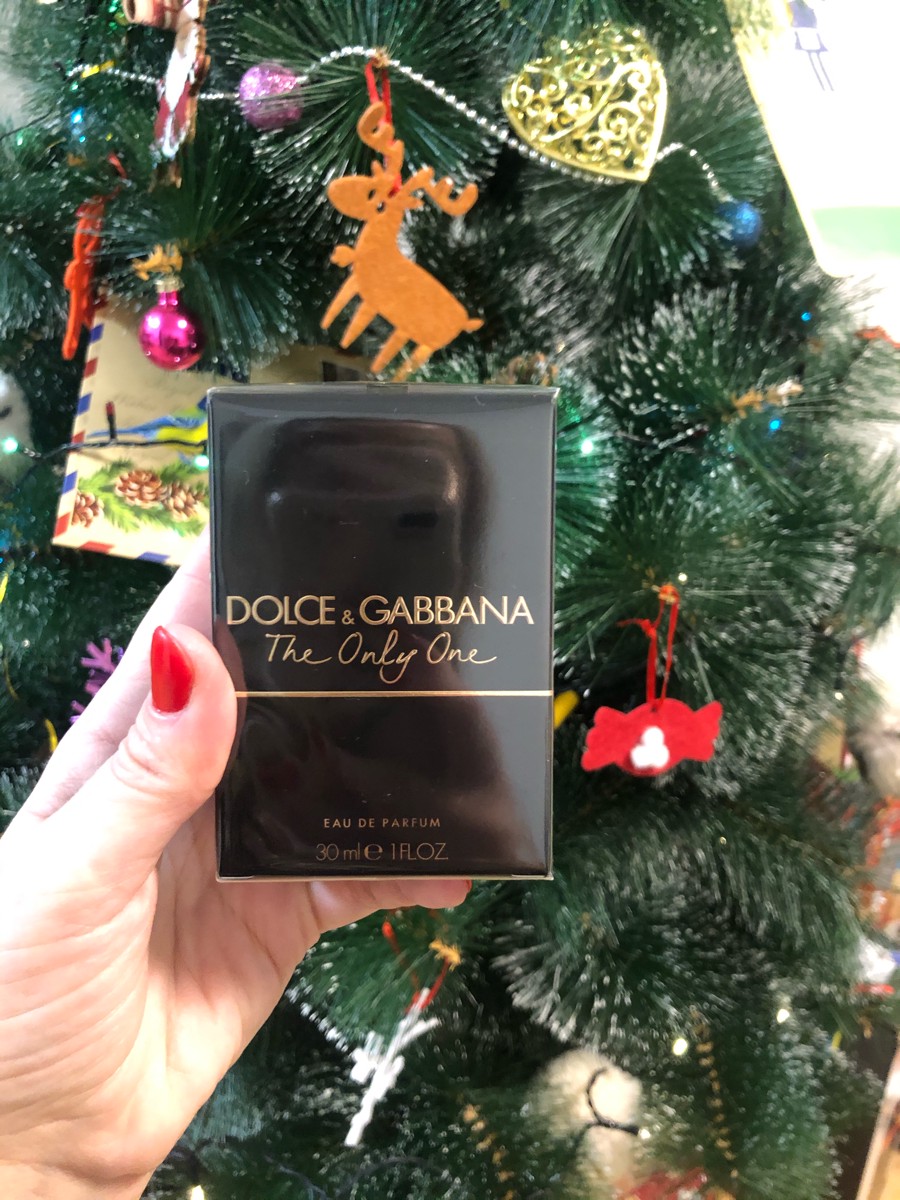 DOLCE & GABBANA
The Only One
EAU DE PARFUM
30 ml ℮ 1 FL.OZ.